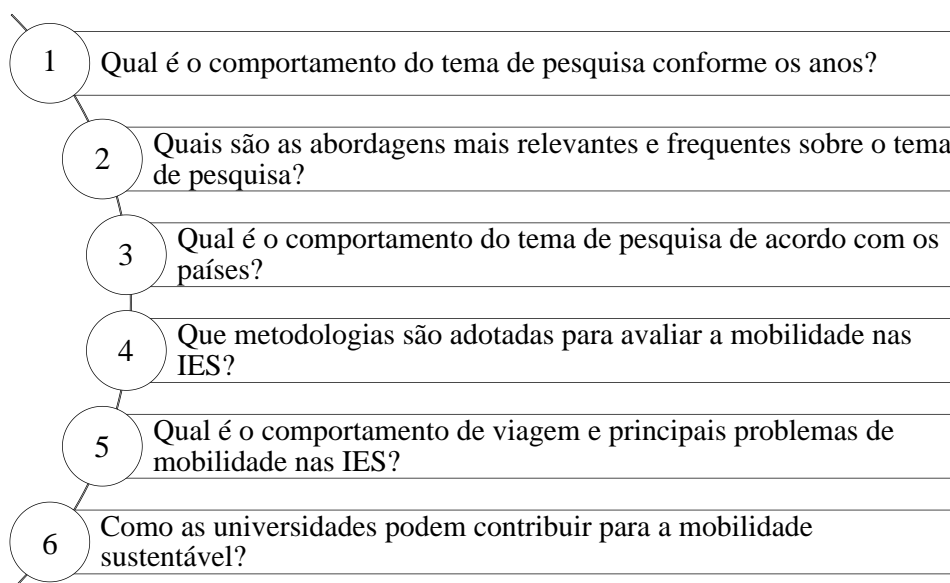 1
Qual é o comportamento do tema de pesquisa conforme os anos?
2
Quais são as abordagens mais relevantes e frequentes sobre o tema
de pesquisa?
3
Qual é o comportamento do tema de pesquisa de acordo com os
países?
4
Que metodologias são adotadas para avaliar a mobilidade nas
IES?
5
Qual é o comportamento de viagem e principais problemas de
mobilidade nas IES?
6
Como as universidades podem contribuir para a mobilidade
sustentável?